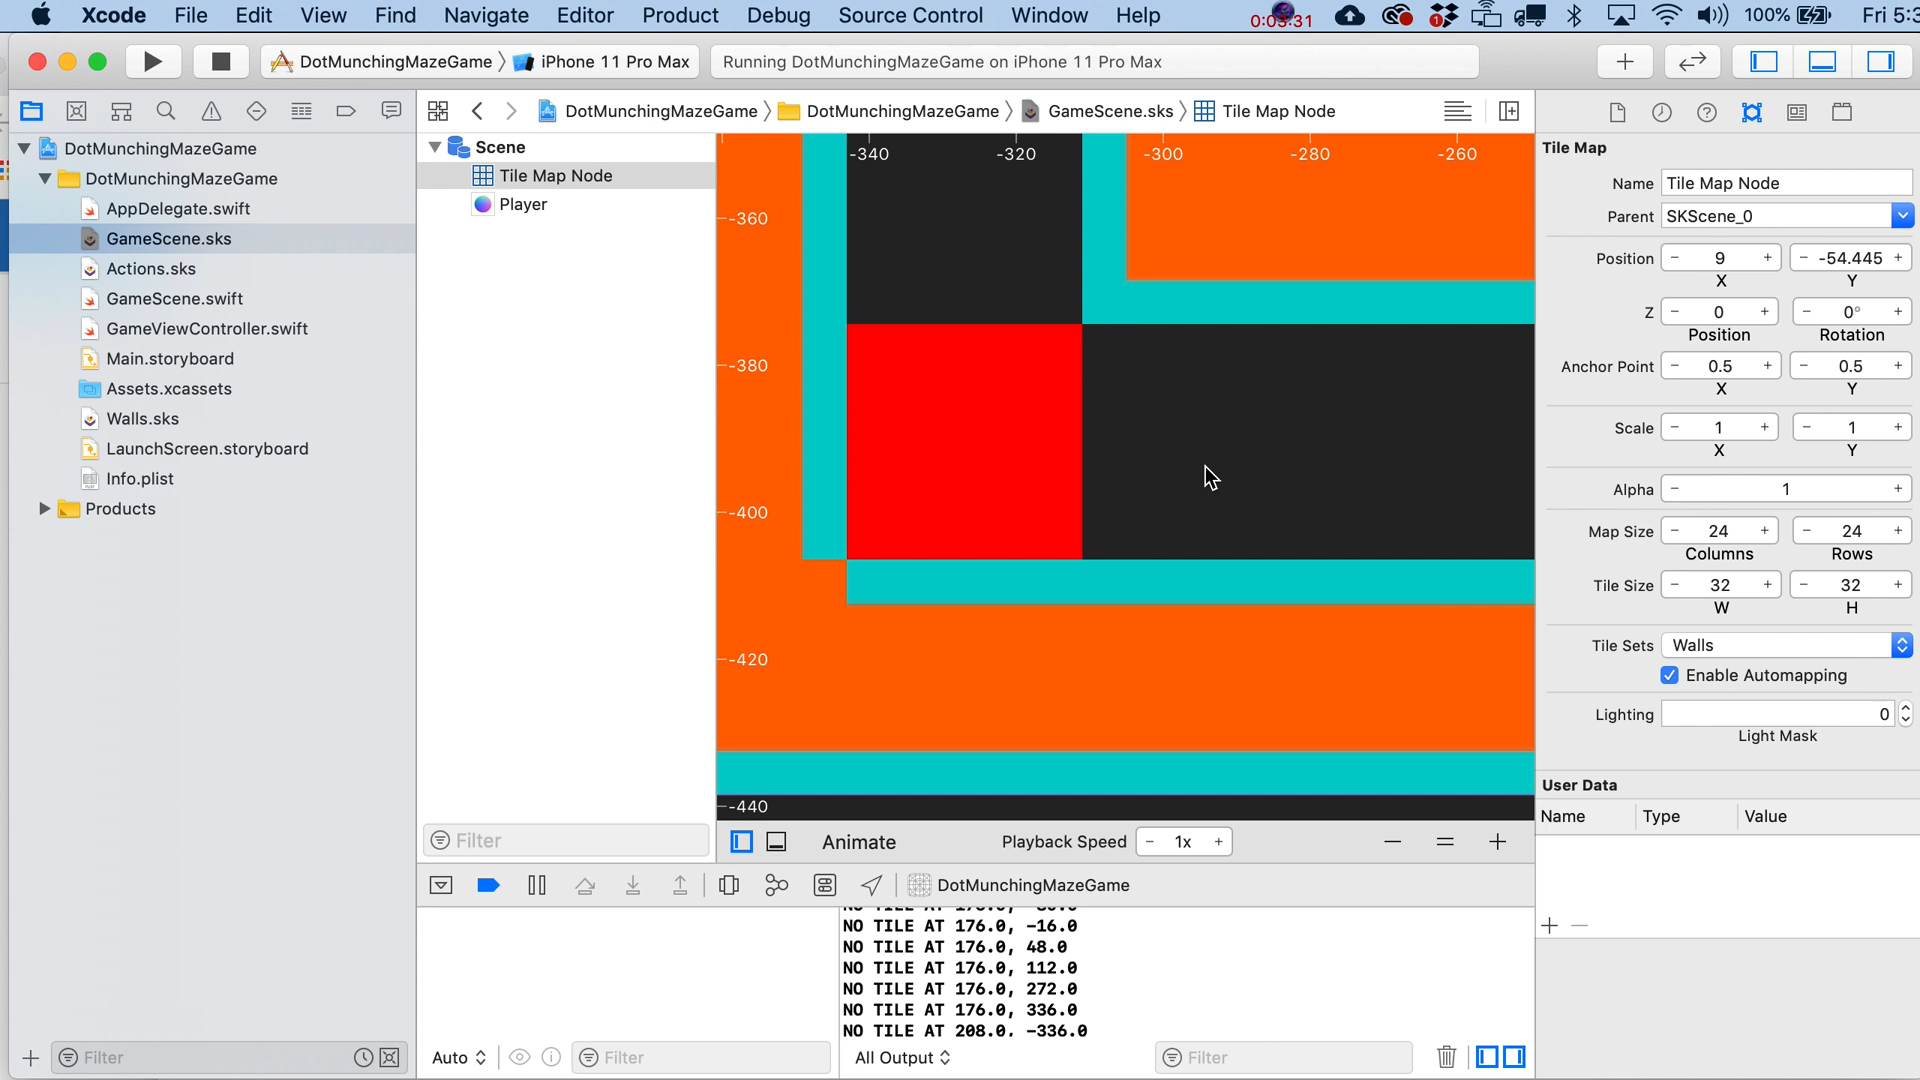 Xcode File Edit View Find Navigate Editor Product Debug Source Control Window Help 0:03:31 1 100% Fri 5:3
DotMunchingMazeGame iPhone 11 Pro Max Running DotMunchingMazeGame on iPhone 11 Pro Max
DotMunchingMazeGame DotMunchingMazeGame GameScene.sks Tile Map Node
DotMunchingMazeGame
DotMunchingMazeGame
AppDelegate.swift
GameScene.sks
Actions.sks
GameScene.swift
GameViewController.swift
Main.storyboard
Assets.xcassets
Walls.sks
LaunchScreen.storyboard
Info.plist
Products
Filter
Scene
Tile Map Node
Player
Filter
-340 -320 -300 -280 -260
-360
-380
-400
-420
-440
Animate Playback Speed - 1x +
DotMunchingMazeGame
NO TILE AT 176.0, -16.0
NO TILE AT 176.0, 48.0
NO TILE AT 176.0, 112.0
NO TILE AT 176.0, 272.0
NO TILE AT 176.0, 336.0
NO TILE AT 208.0, -336.0
Auto Filter All Output Filter
Tile Map
Name Tile Map Node
Parent SKScene_0
Position - 9 + - -54.445 +
X Y
Z - 0 + - 0° +
Position Rotation
Anchor Point - 0.5 + - 0.5 +
X Y
Scale - 1 + - 1 +
X Y
Alpha - 1 +
Map Size - 24 + - 24 +
Columns Rows
Tile Size - 32 + - 32 +
W H
Tile Sets Walls
Enable Automapping
Lighting 0
Light Mask
User Data
Name Type Value